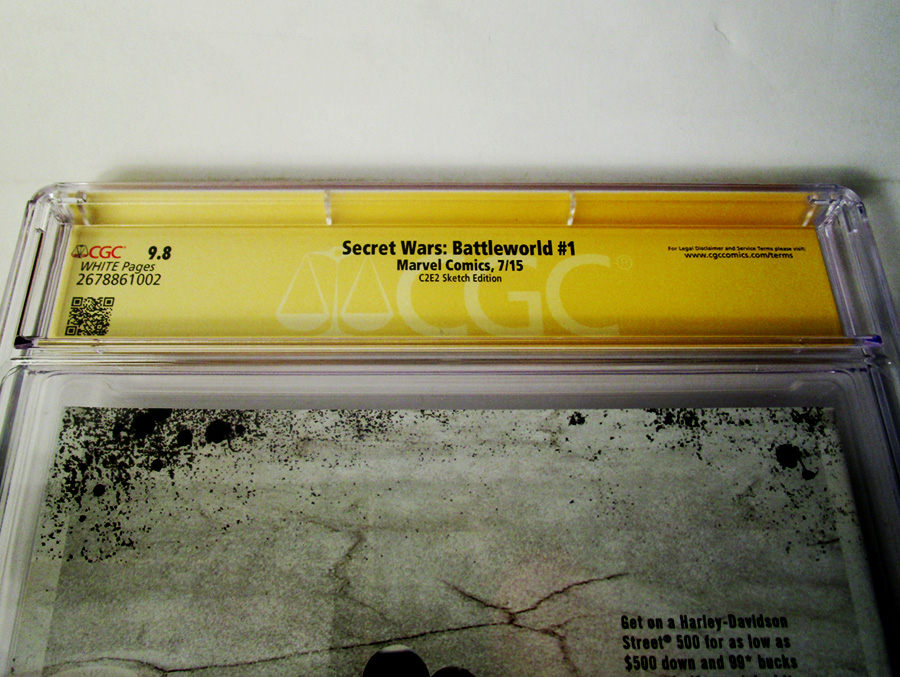 CGC 9.8
WHITE Pages
2678861002
Secret Wars: Battleworld #1
Marvel Comics, 7/15
C2E2 Sketch Edition
For Legal Disclaimer and Service Terms please visit:
www.cgccomics.com/terms
CGC®
Get on a Harley-Davidson
Street® 500 for as low as
$500 down and 99* bucks